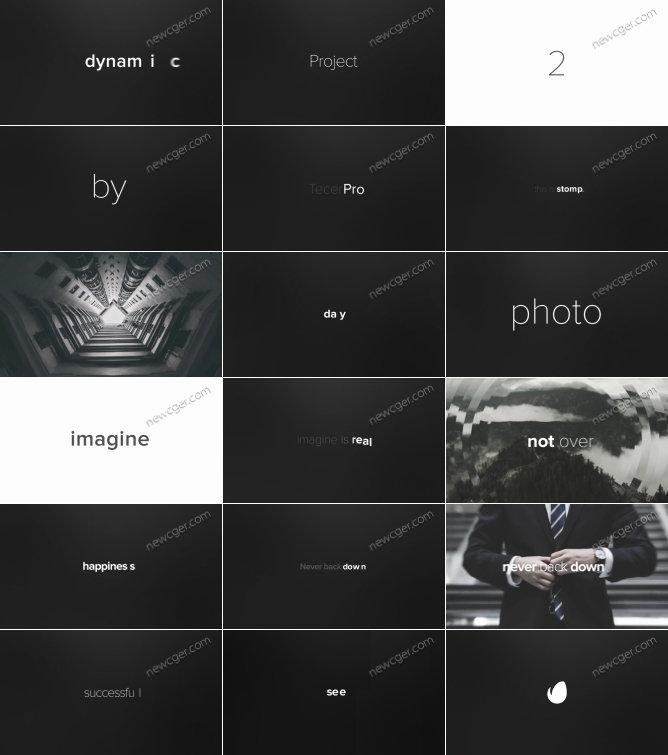 newcger.com
dynam i c
newcger.com
Project
newcger.com
2
newcger.com
by
newcger.com
TecerPro
newcger.com
this is stomp.
newcger.com
newcger.com
da y
newcger.com
photo
newcger.com
imagine
newcger.com
imagine is real
newcger.com
not over
newcger.com
happines s
newcger.com
Never back dow n
newcger.com
never back down
newcger.com
successfu l
newcger.com
see
newcger.com